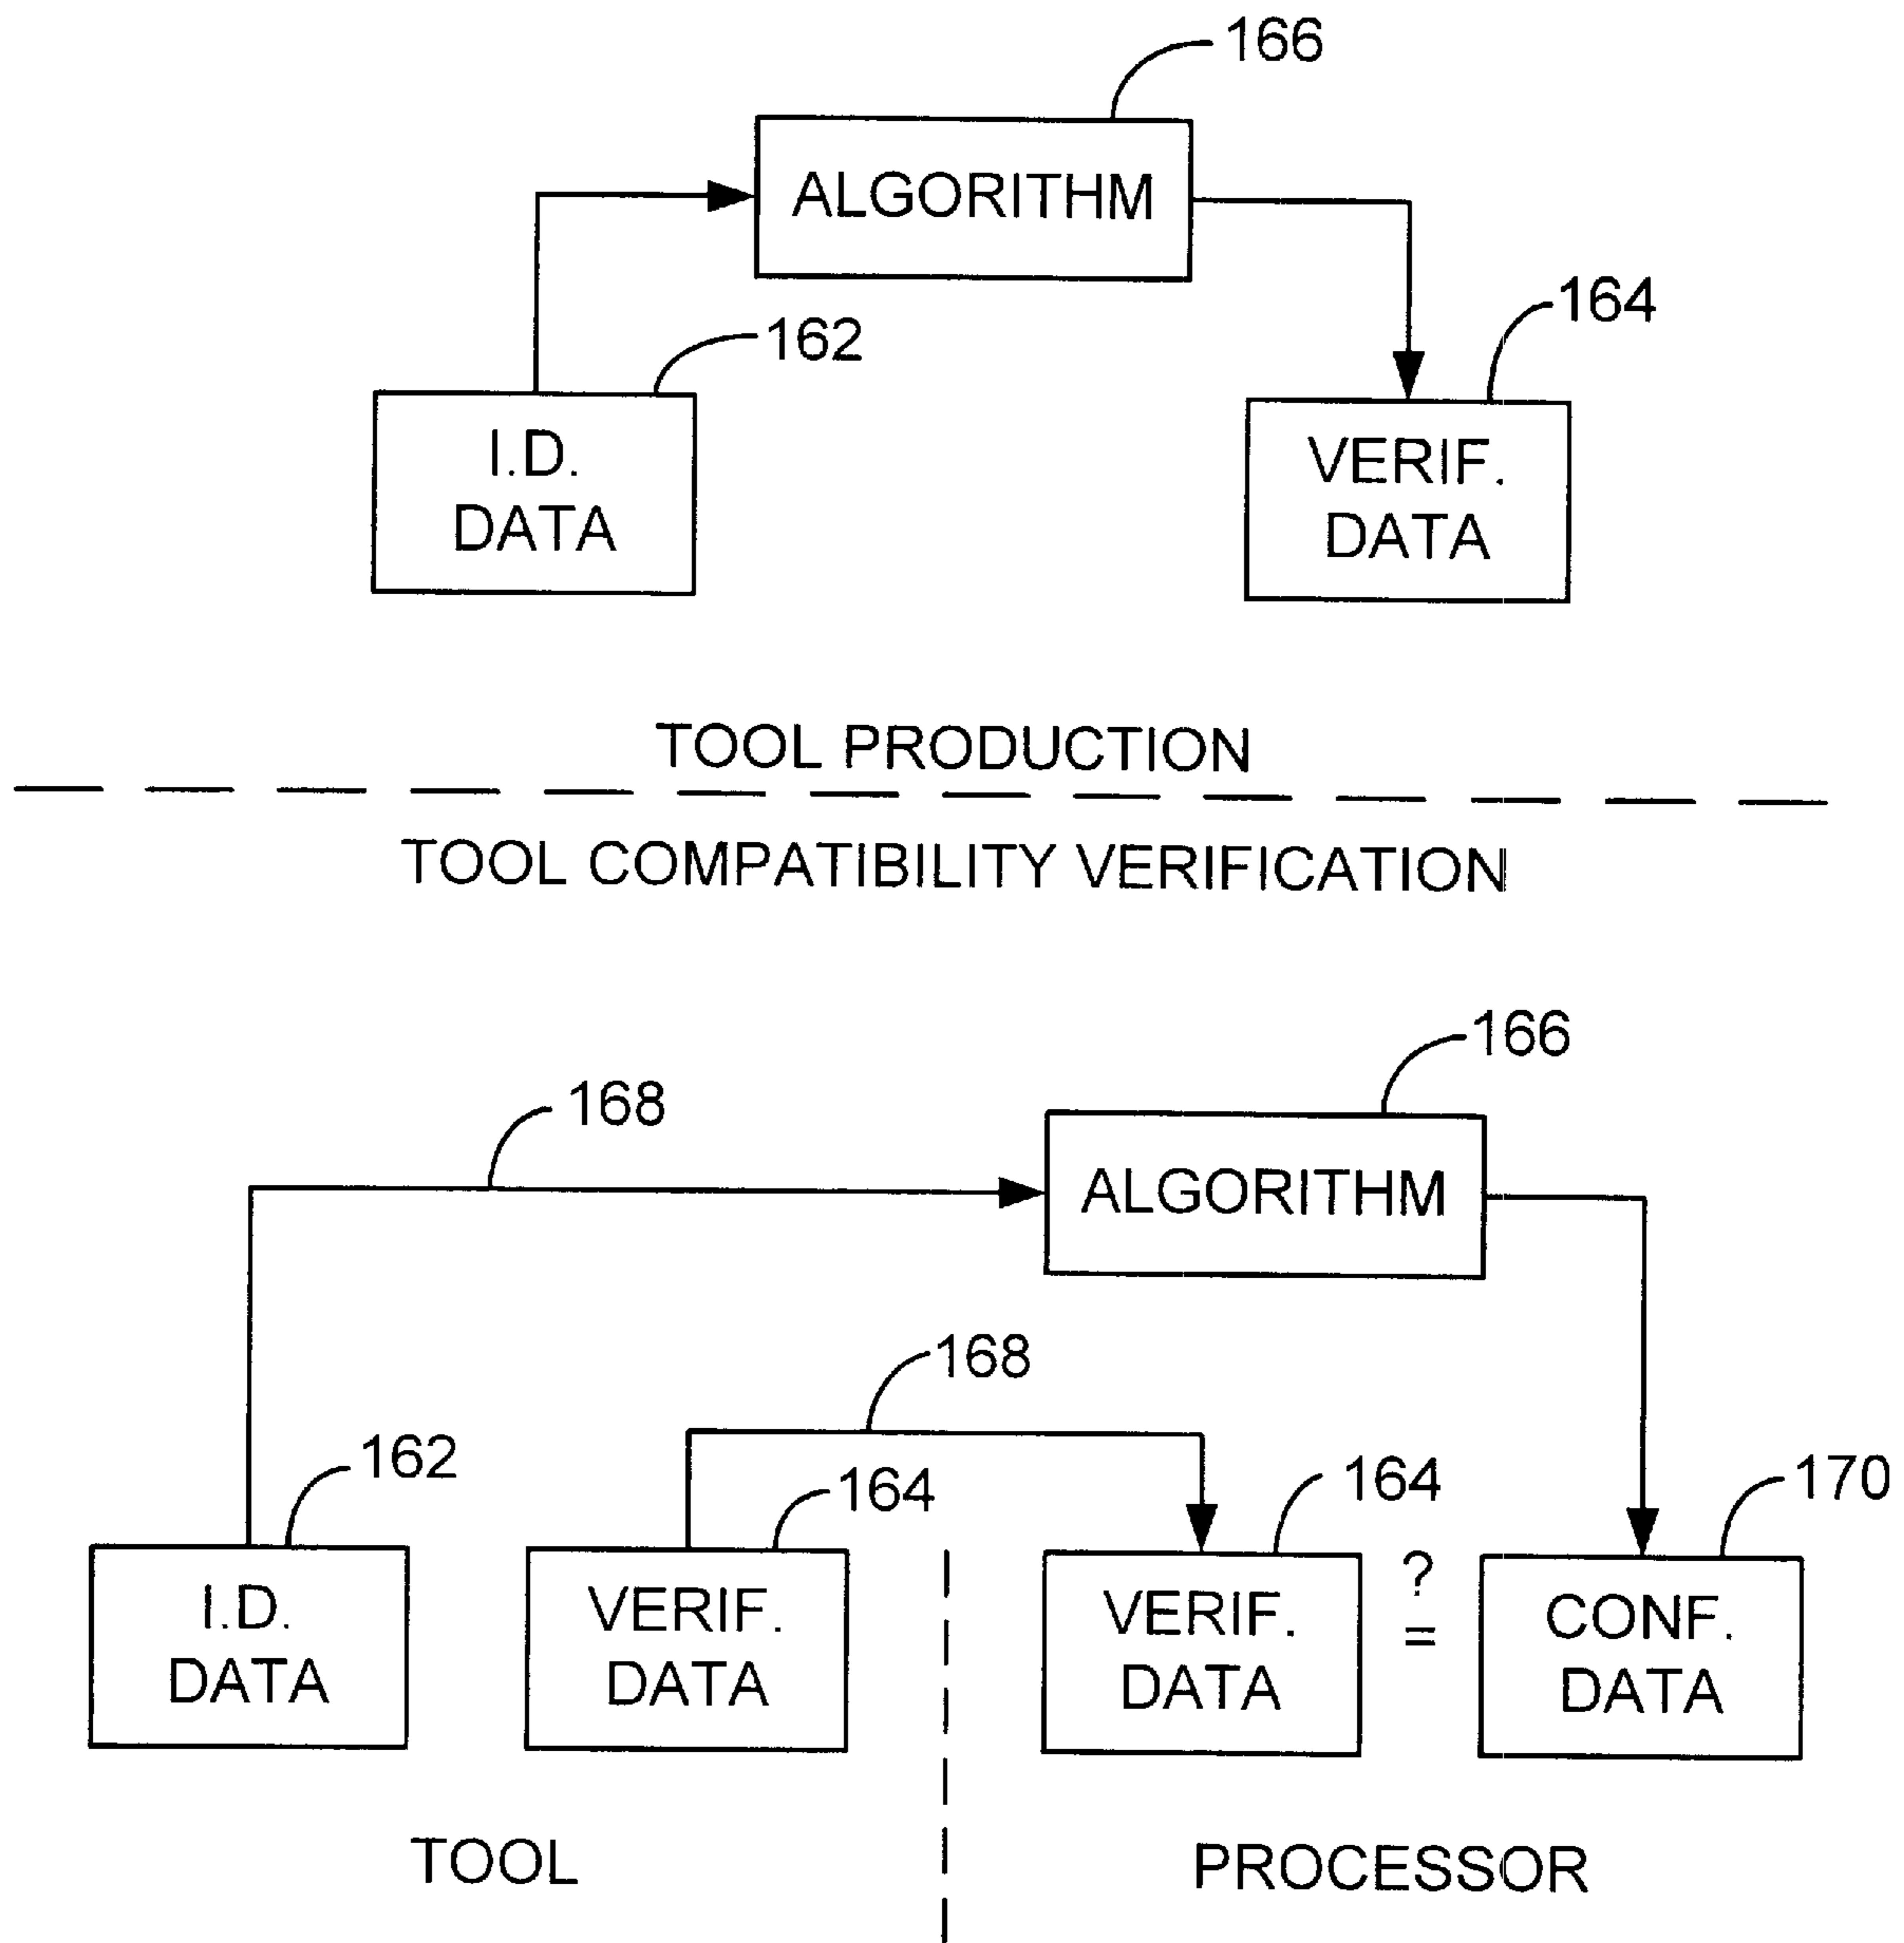 166
ALGORITHM
164
162
I.D.
DATA
VERIF.
DATA
TOOL PRODUCTION
TOOL COMPATIBILITY VERIFICATION
166
168
ALGORITHM
168
162
164
164
170
I.D.
DATA
VERIF.
DATA
VERIF.
DATA
?
=
CONF.
DATA
TOOL
PROCESSOR